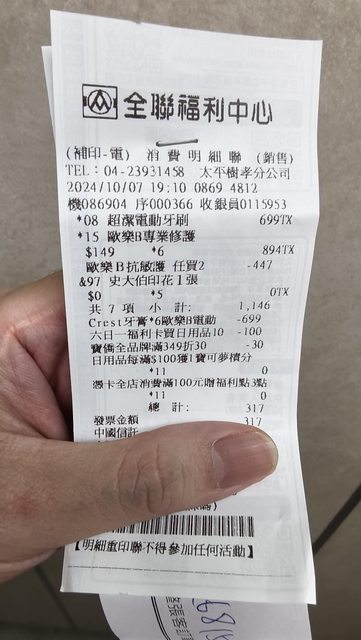 全聯福利中心
(補印-電) 消費明細聯 (銷售)
TEL: 04-23931458 太平樹孝分公司
2024/10/07 19:10 0869 4812
機086904 序000366 收銀員0115953
*08 超潔電動牙刷 699TX
*15 歐樂B專業修護
$149 *6 894TX
歐樂B抗敏護 任買2 -447
&97 史大伯印花1張
$0 *5 0TX
共 7 項 小 計: 1,146
Crest牙膏*6歐樂B電動 -699
六日一福利卡買日用品10 -100
寶僑全品牌滿349折30 -30
日用品每滿$100獲1寶可夢積分
*11 0
憑卡全店消費滿100元贈福利點3點
*11 0
總 計: 317
發票金額 317
中國信託
【明細重印聯不得參加任何活動】